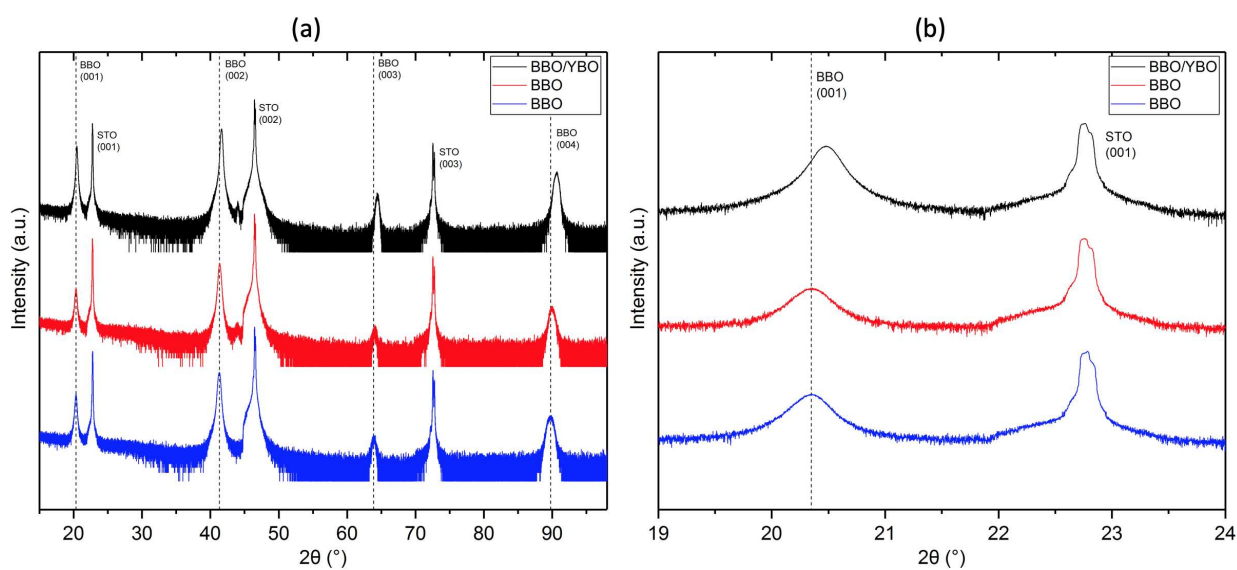 (a)
BBO
(001)
BBO
(002)
BBO
(003)
BBO/YBO
BBO
BBO
STO
(001)
STO
(002)
STO
(003)
BBO
(004)
Intensity (a.u.)
20 30 40 50 60 70 80 90
2θ (°)
(b)
BBO
(001)
BBO/YBO
BBO
BBO
STO
(001)
Intensity (a.u.)
19 20 21 22 23 24
2θ (°)